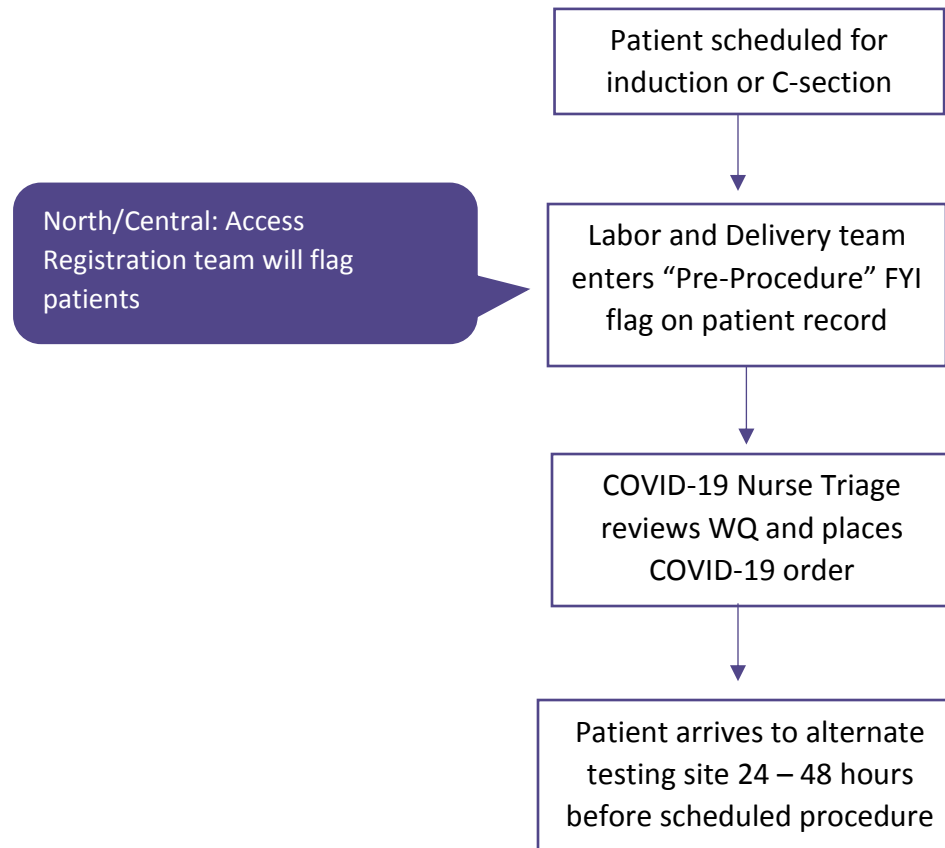 Patient scheduled for
induction or C-section
North/Central: Access
Registration team will flag
patients
Labor and Delivery team
enters “Pre-Procedure” FYI
flag on patient record
COVID-19 Nurse Triage
reviews WQ and places
COVID-19 order
Patient arrives to alternate
testing site 24 – 48 hours
before scheduled procedure